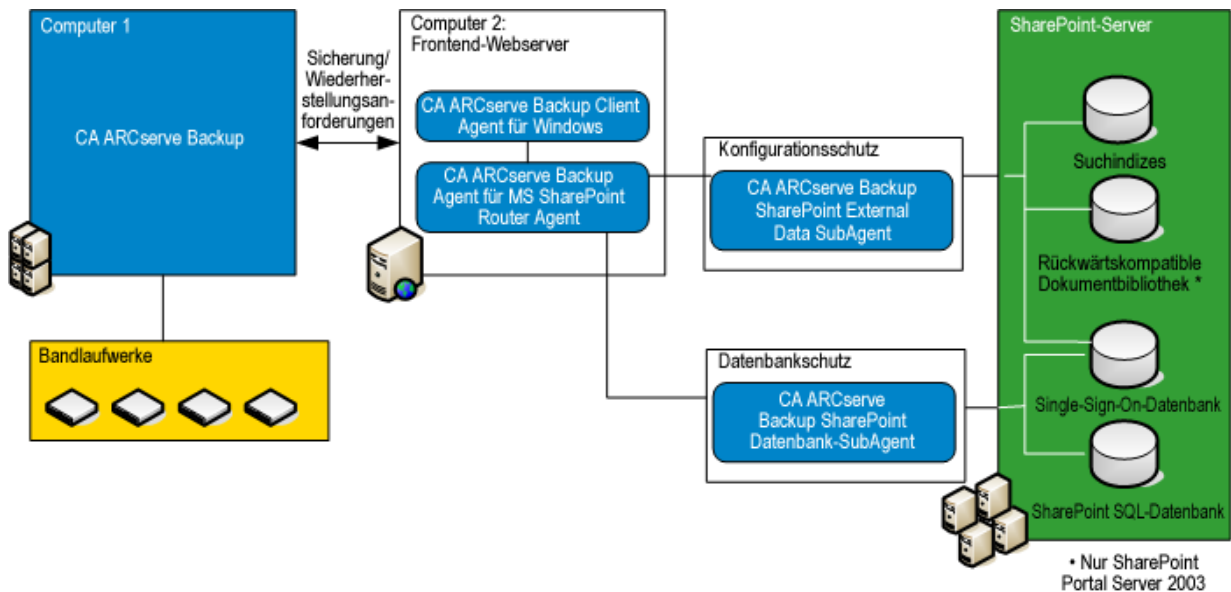 Computer 1
CA ARCserve Backup
Bandlaufwerke
Sicherung/
Wiederher-
stellungsan-
forderungen
Computer 2:
Frontend-Webserver
CA ARCserve Backup Client
Agent für Windows
CA ARCserve Backup
Agent für MS SharePoint
Router Agent
Konfigurationsschutz
CA ARCserve Backup
SharePoint External
Data SubAgent
Datenbankschutz
CA ARCserve
Backup SharePoint
Datenbank-SubAgent
SharePoint-Server
Suchindizes
Rückwärtskompatible
Dokumentbibliothek *
Single-Sign-On-Datenbank
SharePoint SQL-Datenbank
• Nur SharePoint
Portal Server 2003